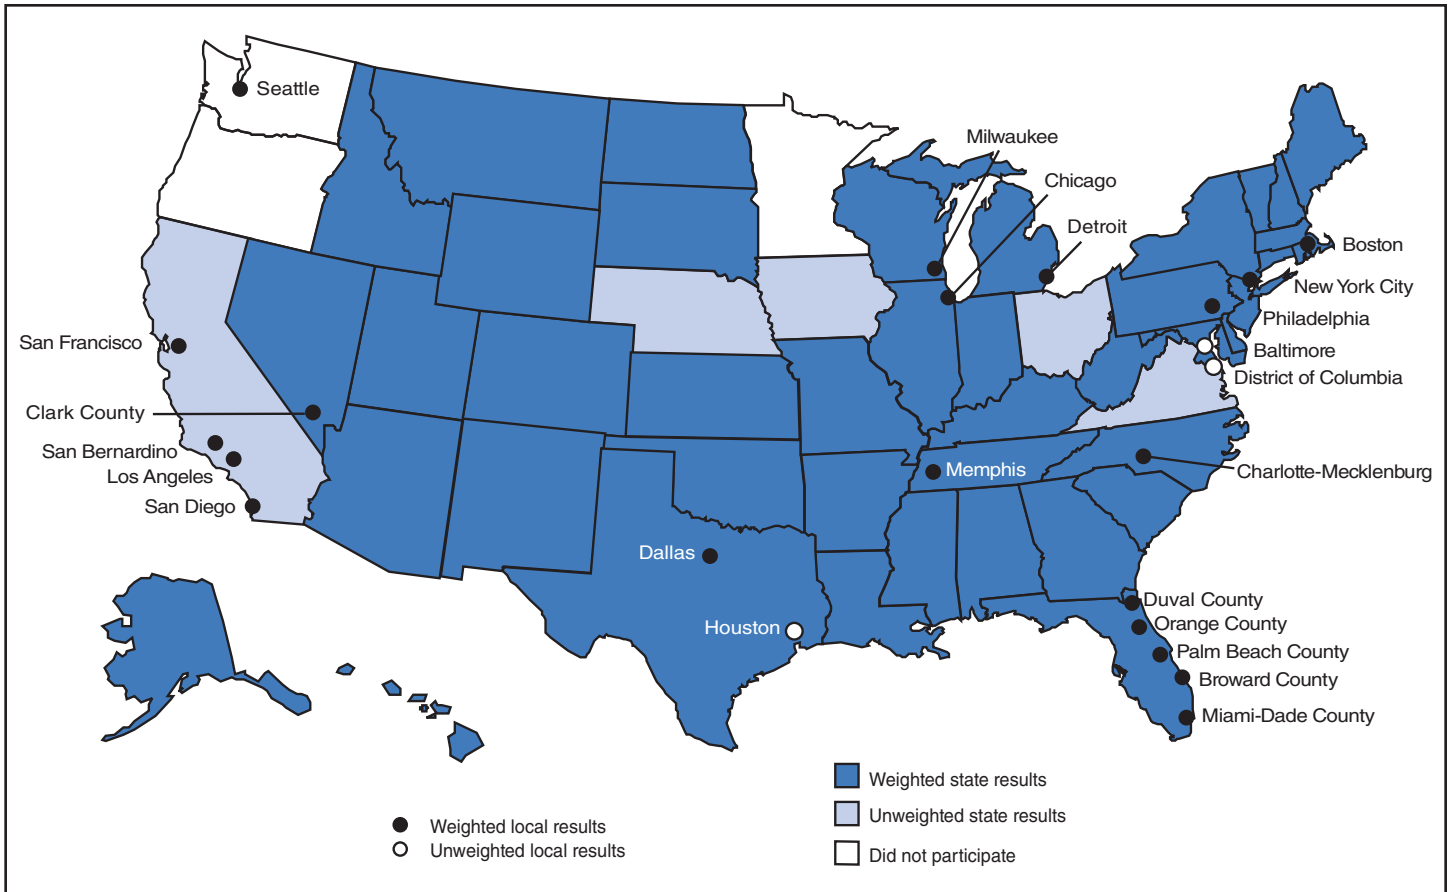 Seattle
Milwaukee
Chicago
Detroit
Boston
New York City
Philadelphia
San Francisco
Baltimore
District of Columbia
Clark County
San Bernardino
Los Angeles
Memphis
Charlotte-Mecklenburg
San Diego
Dallas
Duval County
Orange County
Houston
Palm Beach County
Broward County
Miami-Dade County
Weighted state results
Unweighted state results
Did not participate
Weighted local results
Unweighted local results